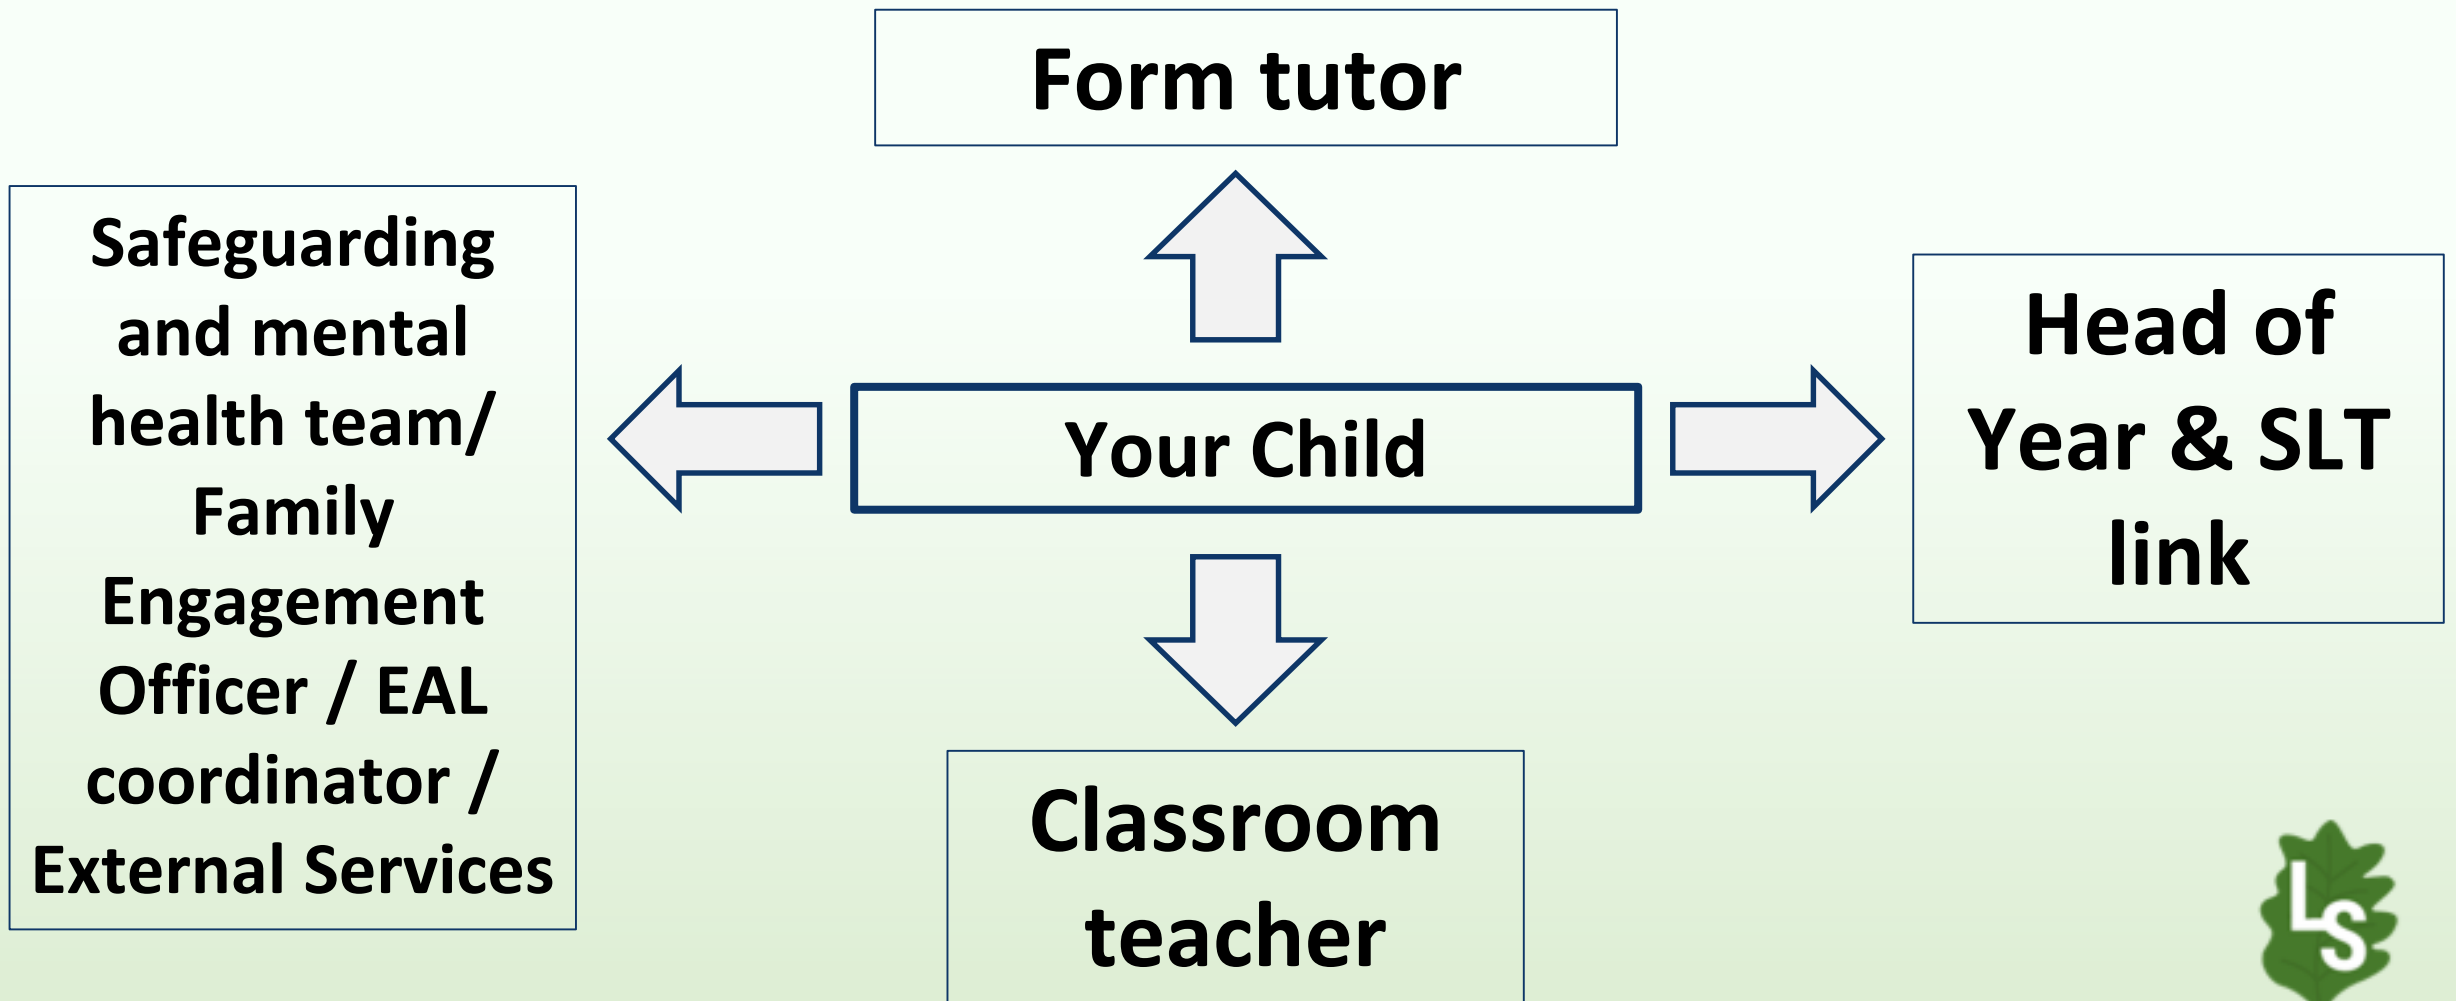 Form tutor
Safeguarding
and mental
health team/
Family
Engagement
Officer / EAL
coordinator /
External Services
Your Child
Head of
Year & SLT
link
Classroom
teacher
LS